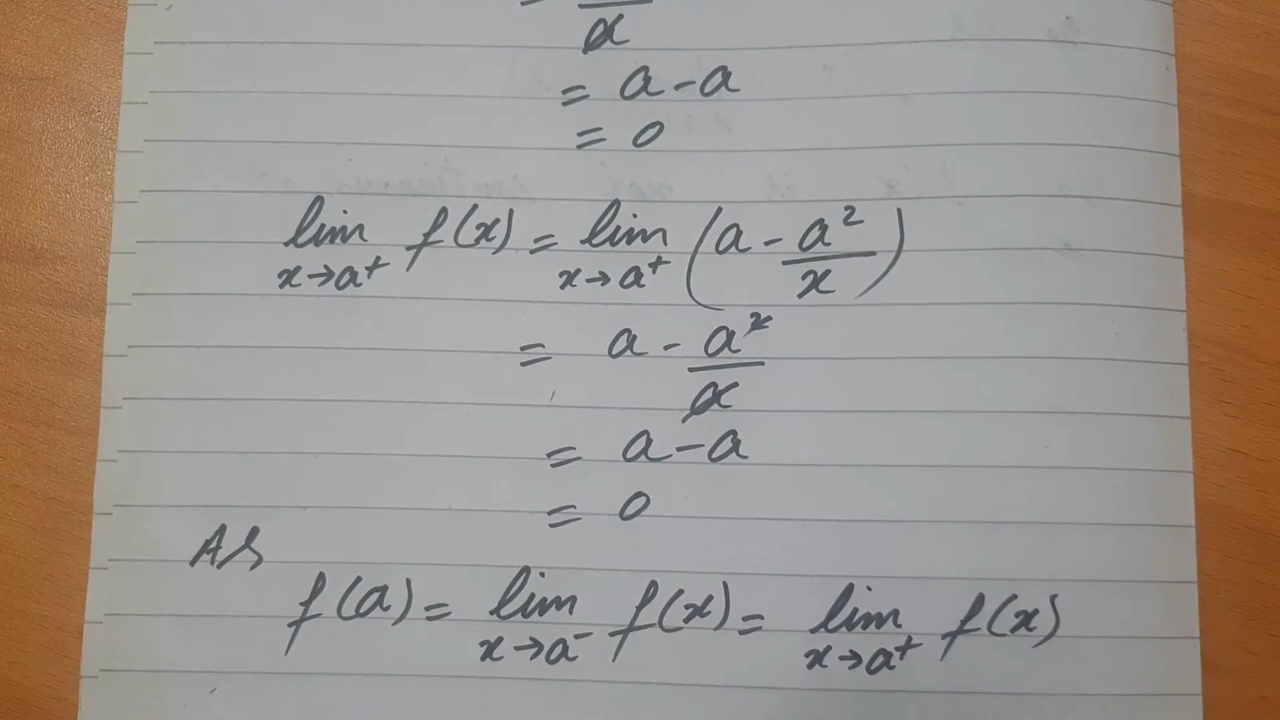 = ―
a
= a - a
= 0
lim x→a⁺ f(x) = lim x→a⁺ (a - a²/x)
= a - a²/a
= a - a
= 0
As
f(a) = lim x→a⁻ f(x) = lim x→a⁺ f(x)